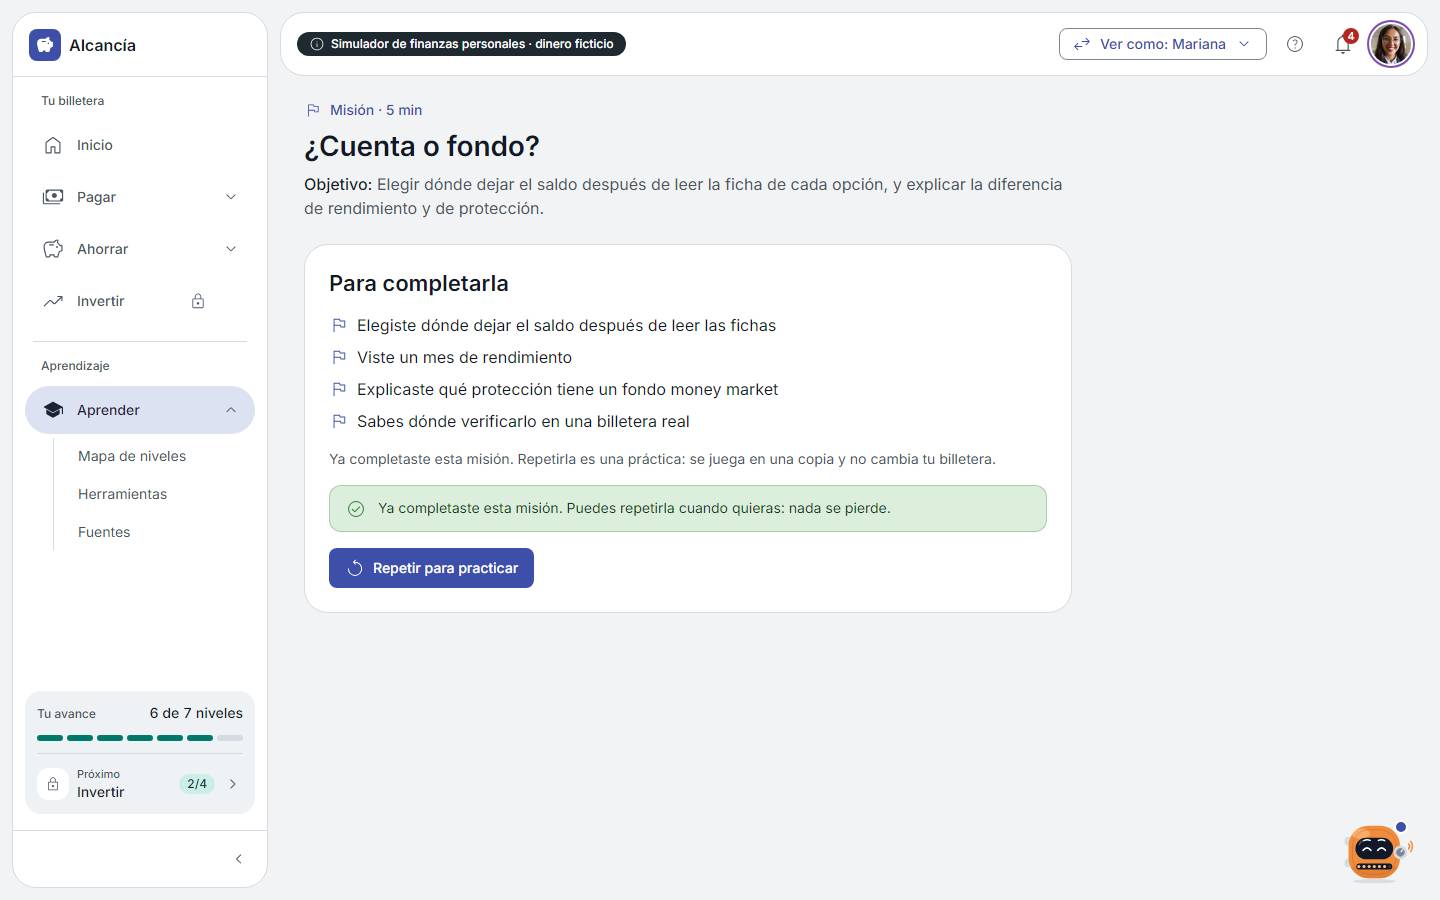 Alcancía
Tu billetera
Inicio
Pagar
Ahorrar
Invertir
Aprendizaje
Aprender
Mapa de niveles
Herramientas
Fuentes
Tu avance
6 de 7 niveles
Próximo
Invertir
2/4
Simulador de finanzas personales · dinero ficticio
Ver como: Mariana
4
Misión · 5 min
¿Cuenta o fondo?
Objetivo: Elegir dónde dejar el saldo después de leer la ficha de cada opción, y explicar la diferencia
de rendimiento y de protección.
Para completarla
Elegiste dónde dejar el saldo después de leer las fichas
Viste un mes de rendimiento
Explicaste qué protección tiene un fondo money market
Sabes dónde verificarlo en una billetera real
Ya completaste esta misión. Repetirla es una práctica: se juega en una copia y no cambia tu billetera.
Ya completaste esta misión. Puedes repetirla cuando quieras: nada se pierde.
Repetir para practicar